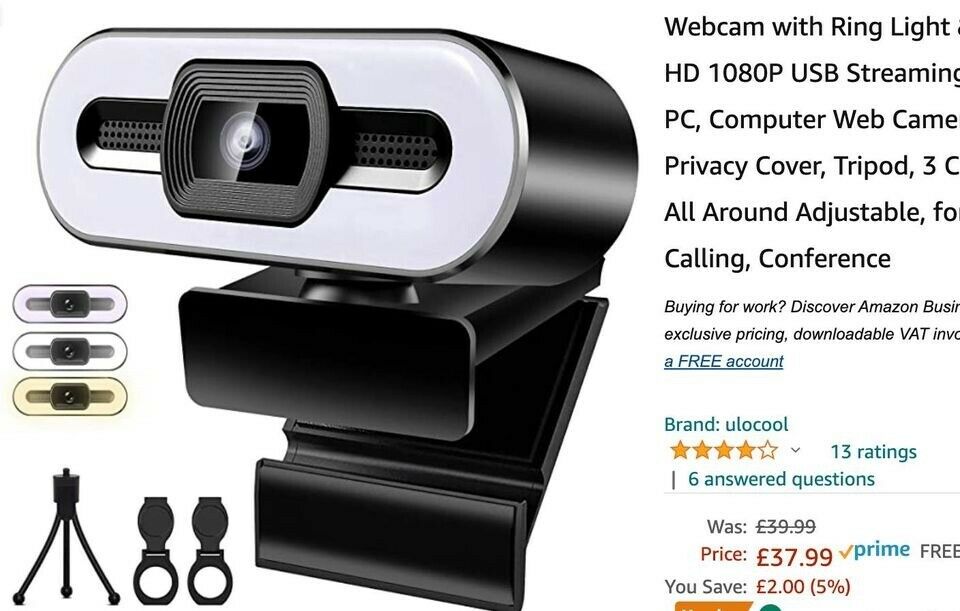 Webcam with Ring Light &
HD 1080P USB Streaming
PC, Computer Web Came
Privacy Cover, Tripod, 3 C
All Around Adjustable, fo
Calling, Conference
Buying for work? Discover Amazon Busi
exclusive pricing, downloadable VAT invo
a FREE account
Brand: ulocool
13 ratings
| 6 answered questions
Was: £39.99
Price: £37.99 prime FREE
You Save: £2.00 (5%)